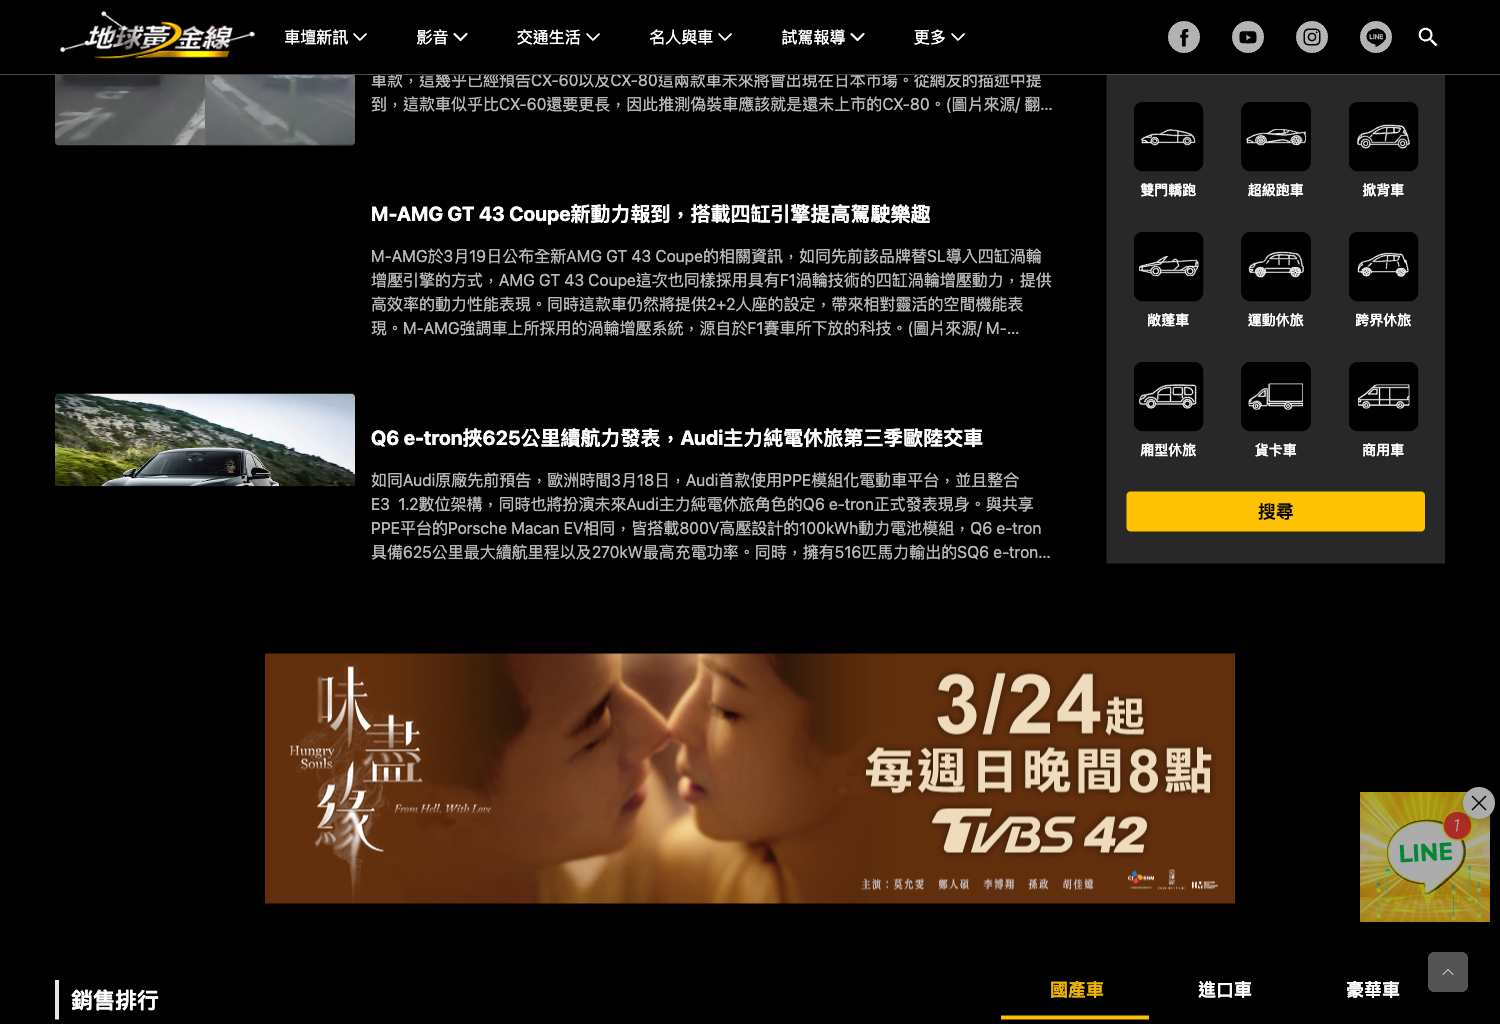 地球黃金線
車壇新訊
影音
交通生活
名人與車
試駕報導
更多
LINE
車款，這幾乎已經預告CX-60以及CX-80這兩款車未來將會出現在日本市場。從網友的描述中提
到，這款車似乎比CX-60還要更長，因此推測偽裝車應該就是還未上市的CX-80。(圖片來源/ 翻...
M-AMG GT 43 Coupe新動力報到，搭載四缸引擎提高駕駛樂趣
M-AMG於3月19日公布全新AMG GT 43 Coupe的相關資訊，如同先前該品牌替SL導入四缸渦輪
增壓引擎的方式，AMG GT 43 Coupe這次也同樣採用具有F1渦輪技術的四缸渦輪增壓動力，提供
高效率的動力性能表現。同時這款車仍然將提供2+2人座的設定，帶來相對靈活的空間機能表
現。M-AMG強調車上所採用的渦輪增壓系統，源自於F1賽車所下放的科技。(圖片來源/ M-...
Q6 e-tron挾625公里續航力發表，Audi主力純電休旅第三季歐陸交車
如同Audi原廠先前預告，歐洲時間3月18日，Audi首款使用PPE模組化電動車平台，並且整合
E3 1.2數位架構，同時也將扮演未來Audi主力純電休旅角色的Q6 e-tron正式發表現身。與共享
PPE平台的Porsche Macan EV相同，皆搭載800V高壓設計的100kWh動力電池模組，Q6 e-tron
具備625公里最大續航里程以及270kW最高充電功率。同時，擁有516匹馬力輸出的SQ6 e-tron...
雙門轎跑
超級跑車
掀背車
敞篷車
運動休旅
跨界休旅
廂型休旅
貨卡車
商用車
搜尋
味盡緣
Hungry
Souls
From Hell, With Love
3/24起
每週日晚間8點
TVBS 42
主演：莫允雯 鄭人碩 李博翔 孫政 胡佳嬑
CJ ENM
1
LINE
銷售排行
國產車
進口車
豪華車